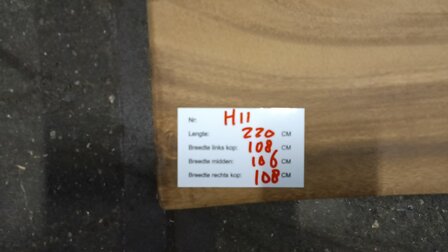 Nr: H11
Lengte: 220 CM
Breedte links kop: 108 CM
Breedte midden: 106 CM
Breedte rechts kop: 108 CM